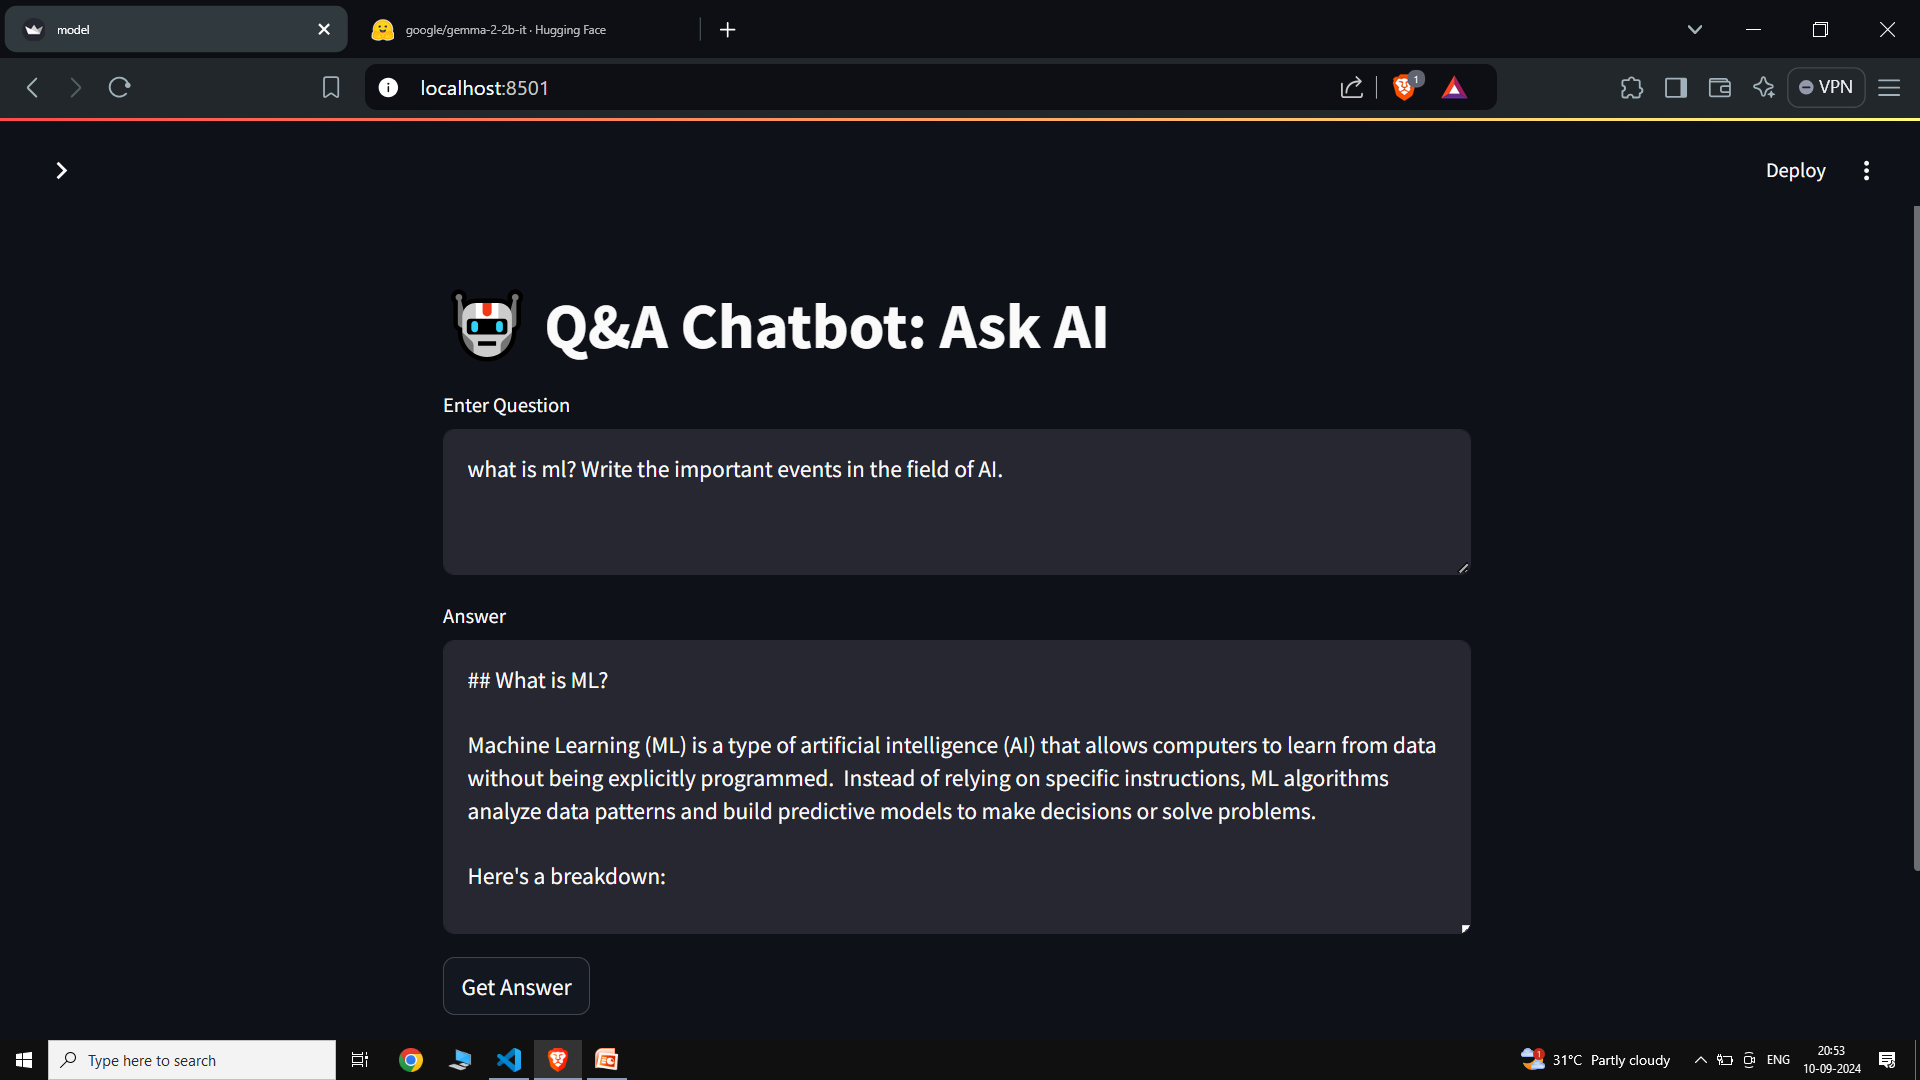 model
google/gemma-2-2b-it · Hugging Face
localhost:8501
1
VPN
Deploy
Q&A Chatbot: Ask AI
Enter Question
what is ml? Write the important events in the field of AI.
Answer
## What is ML?
Machine Learning (ML) is a type of artificial intelligence (AI) that allows computers to learn from data
without being explicitly programmed.  Instead of relying on specific instructions, ML algorithms
analyze data patterns and build predictive models to make decisions or solve problems.
Here's a breakdown:
Get Answer
Type here to search
1
31°C Partly cloudy
ENG
20:53
10-09-2024